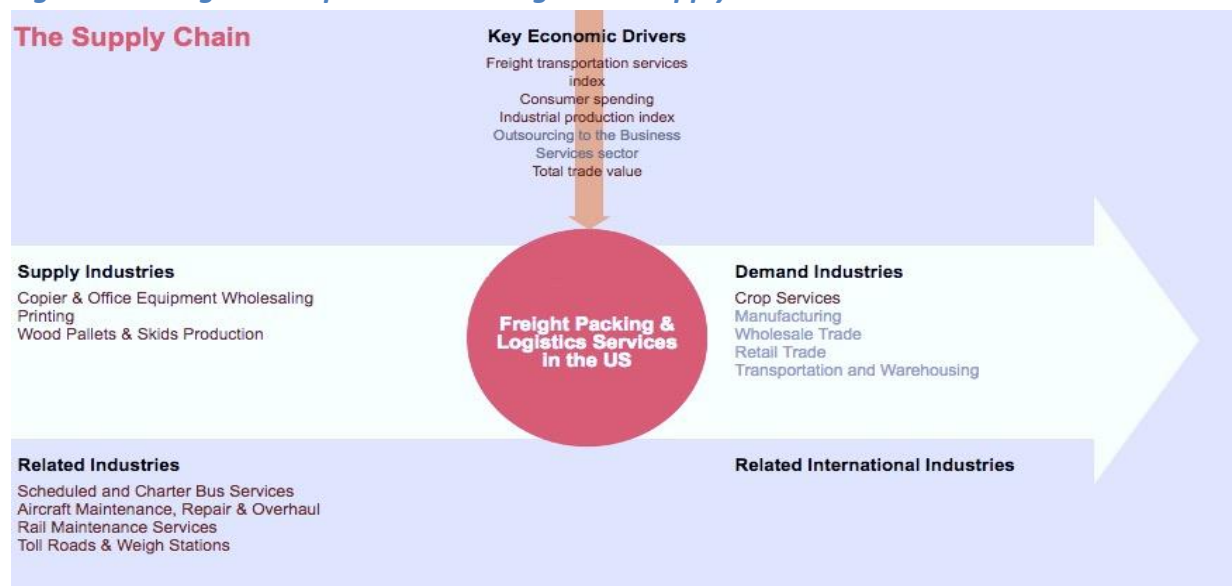 The Supply Chain
Key Economic Drivers
Freight transportation services
index
Consumer spending
Industrial production index
Outsourcing to the Business
Services sector
Total trade value
Supply Industries
Copier & Office Equipment Wholesaling
Printing
Wood Pallets & Skids Production
Freight Packing &
Logistics Services
in the US
Demand Industries
Crop Services
Manufacturing
Wholesale Trade
Retail Trade
Transportation and Warehousing
Related Industries
Scheduled and Charter Bus Services
Aircraft Maintenance, Repair & Overhaul
Rail Maintenance Services
Toll Roads & Weigh Stations
Related International Industries